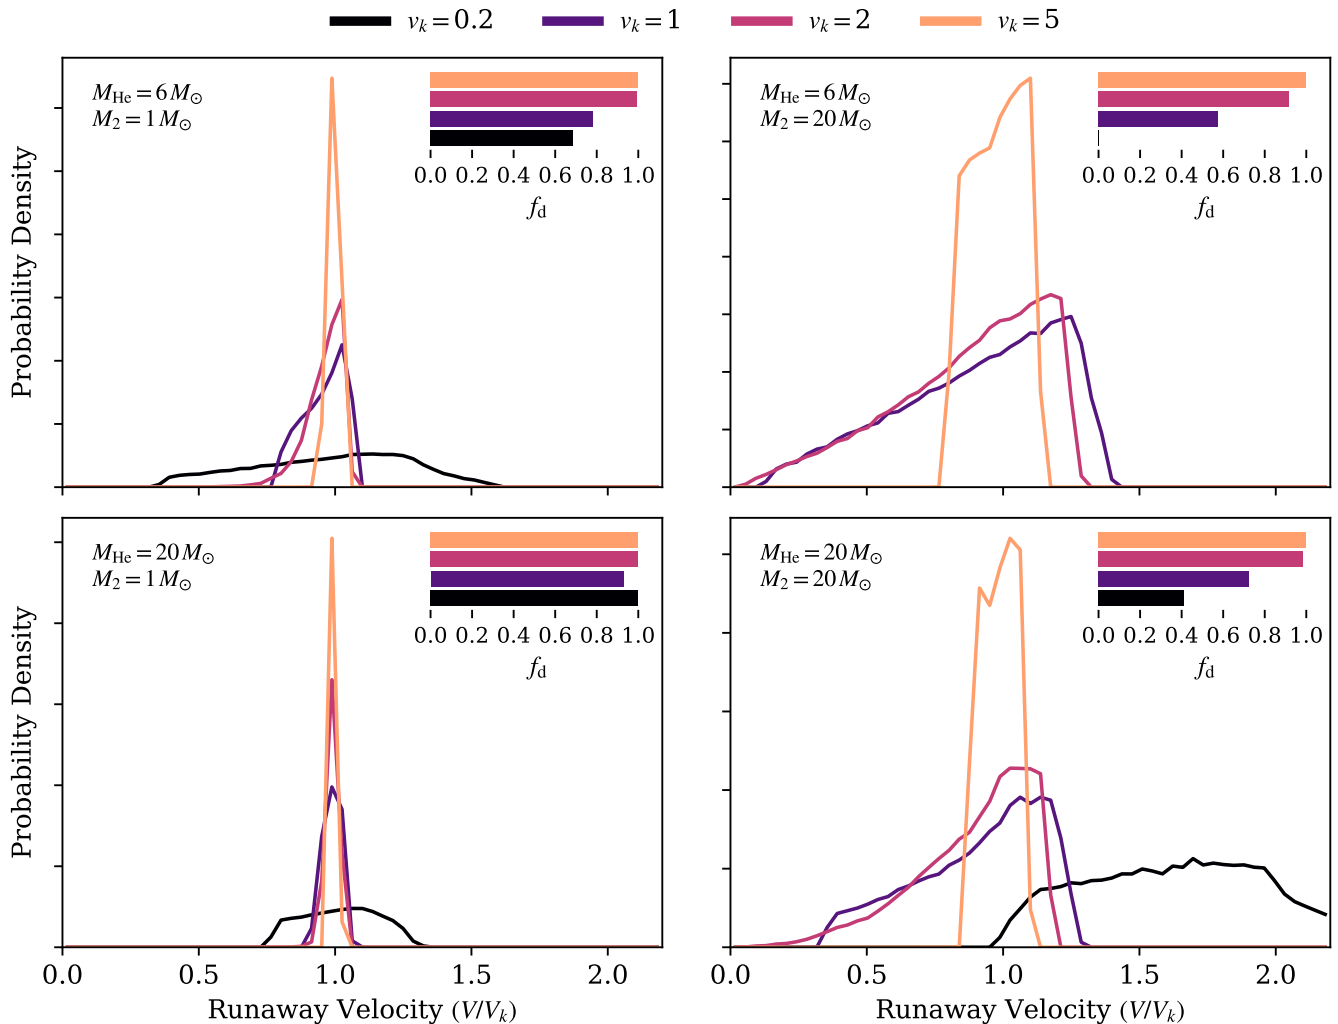 v_k = 0.2 v_k = 1 v_k = 2 v_k = 5
M_He = 6 M_⊙
M_2 = 1 M_⊙
0.0 0.2 0.4 0.6 0.8 1.0
f_d
Probability Density
M_He = 6 M_⊙
M_2 = 20 M_⊙
0.0 0.2 0.4 0.6 0.8 1.0
f_d
M_He = 20 M_⊙
M_2 = 1 M_⊙
0.0 0.2 0.4 0.6 0.8 1.0
f_d
Probability Density
0.0 0.5 1.0 1.5 2.0
Runaway Velocity (V/V_k)
M_He = 20 M_⊙
M_2 = 20 M_⊙
0.0 0.2 0.4 0.6 0.8 1.0
f_d
0.0 0.5 1.0 1.5 2.0
Runaway Velocity (V/V_k)